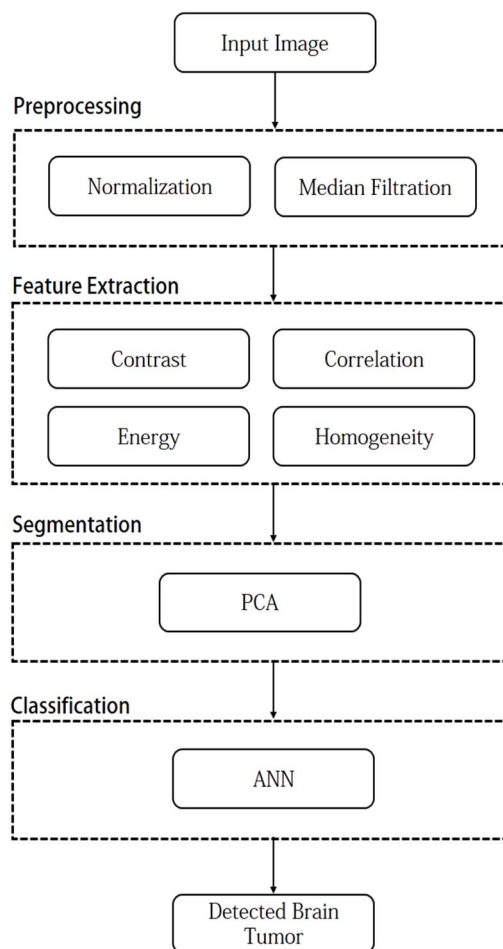 Input Image
Preprocessing
Normalization
Median Filtration
Feature Extraction
Contrast
Correlation
Energy
Homogeneity
Segmentation
PCA
Classification
ANN
Detected Brain
Tumor